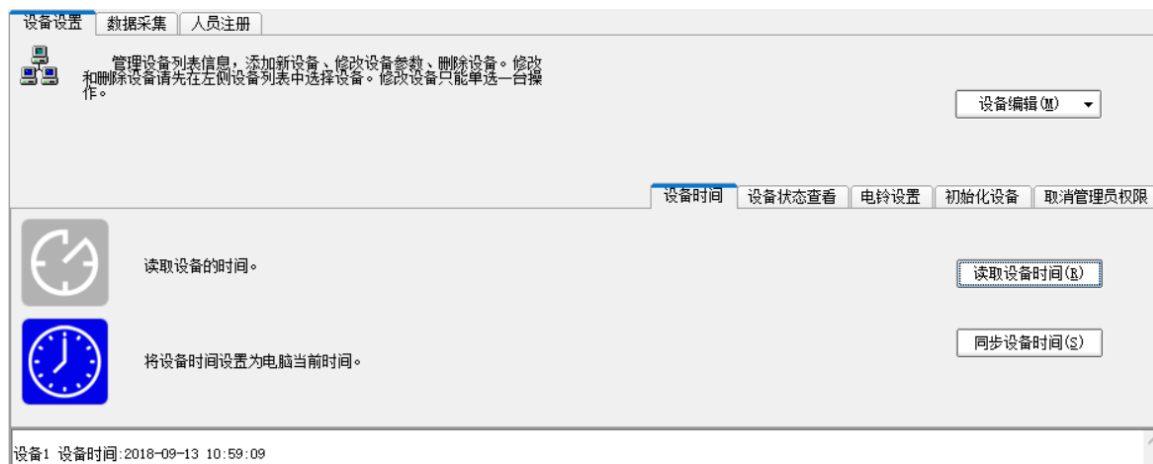 设备设置 数据采集 人员注册
管理设备列表信息，添加新设备、修改设备参数、删除设备。修改
和删除设备请先在左侧设备列表中选择设备。修改设备只能单选一台操
作。
设备编辑(M)
设备时间 设备状态查看 电铃设置 初始化设备 取消管理员权限
读取设备的时间。
读取设备时间(R)
同步设备时间(S)
将设备时间设置为电脑当前时间。
设备1 设备时间:2018-09-13 10:59:09